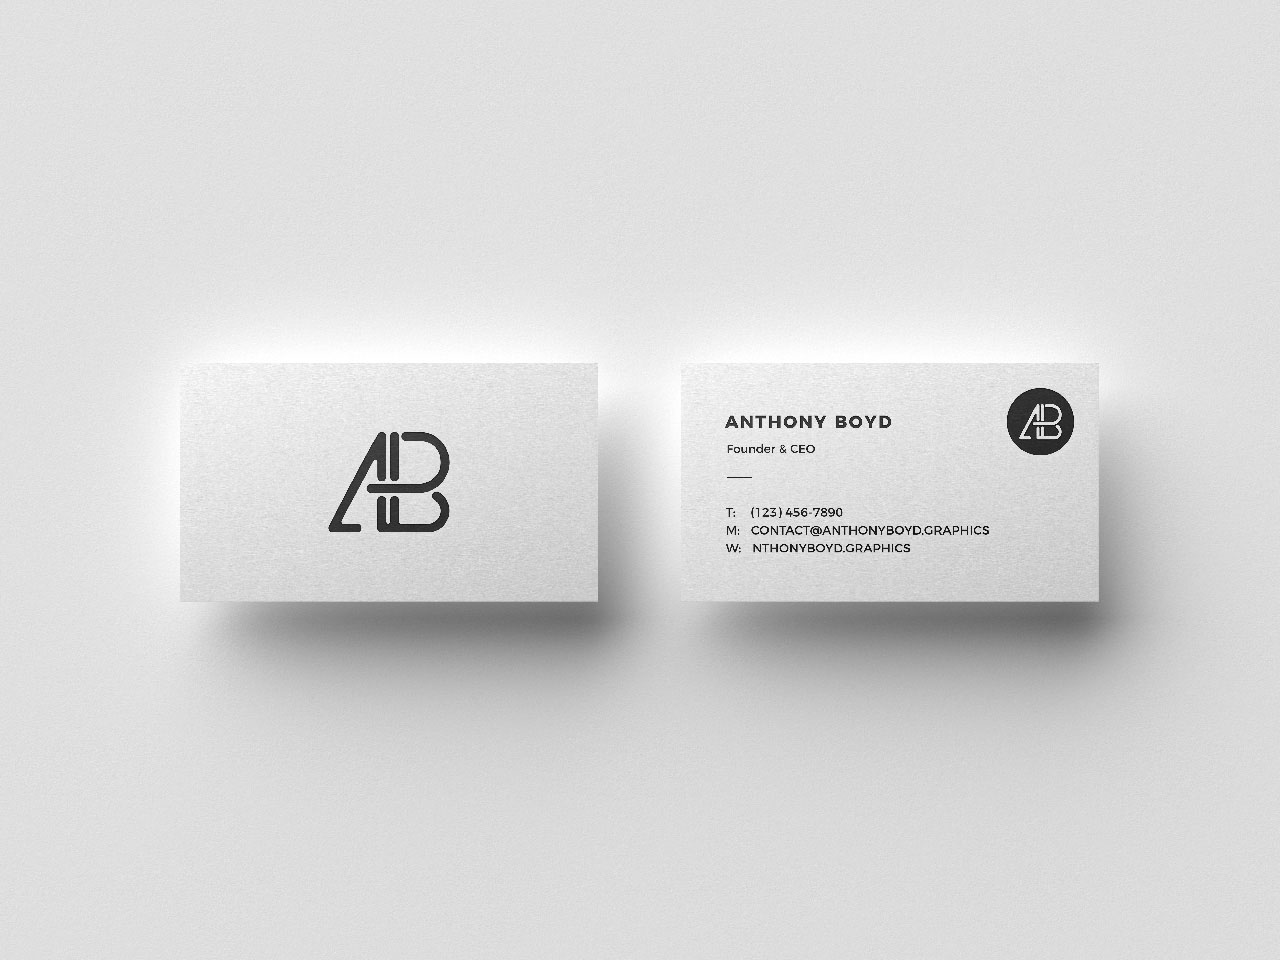 AB
ANTHONY BOYD
AB
Founder & CEO
T: (123) 456-7890
M: CONTACT@ANTHONYBOYD.GRAPHICS
W: NTHONYBOYD.GRAPHICS